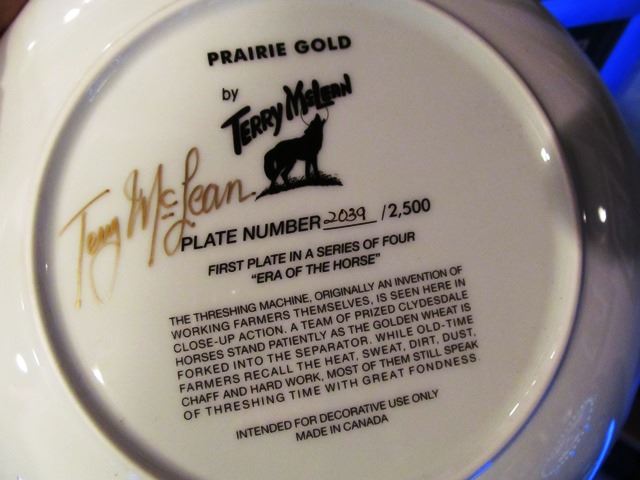 PRAIRIE GOLD
by
TERRY McLEAN
Terry McLean
PLATE NUMBER 2039 /2,500
FIRST PLATE IN A SERIES OF FOUR
"ERA OF THE HORSE"
THE THRESHING MACHINE, ORIGINALLY AN INVENTION OF
WORKING FARMERS THEMSELVES, IS SEEN HERE IN
CLOSE-UP ACTION. A TEAM OF PRIZED CLYDESDALE
HORSES STAND PATIENTLY AS THE GOLDEN WHEAT IS
FORKED INTO THE SEPARATOR. WHILE OLD-TIME
FARMERS RECALL THE HEAT, SWEAT, DIRT, DUST,
CHAFF AND HARD WORK, MOST OF THEM STILL SPEAK
OF THRESHING TIME WITH GREAT FONDNESS.
INTENDED FOR DECORATIVE USE ONLY
MADE IN CANADA